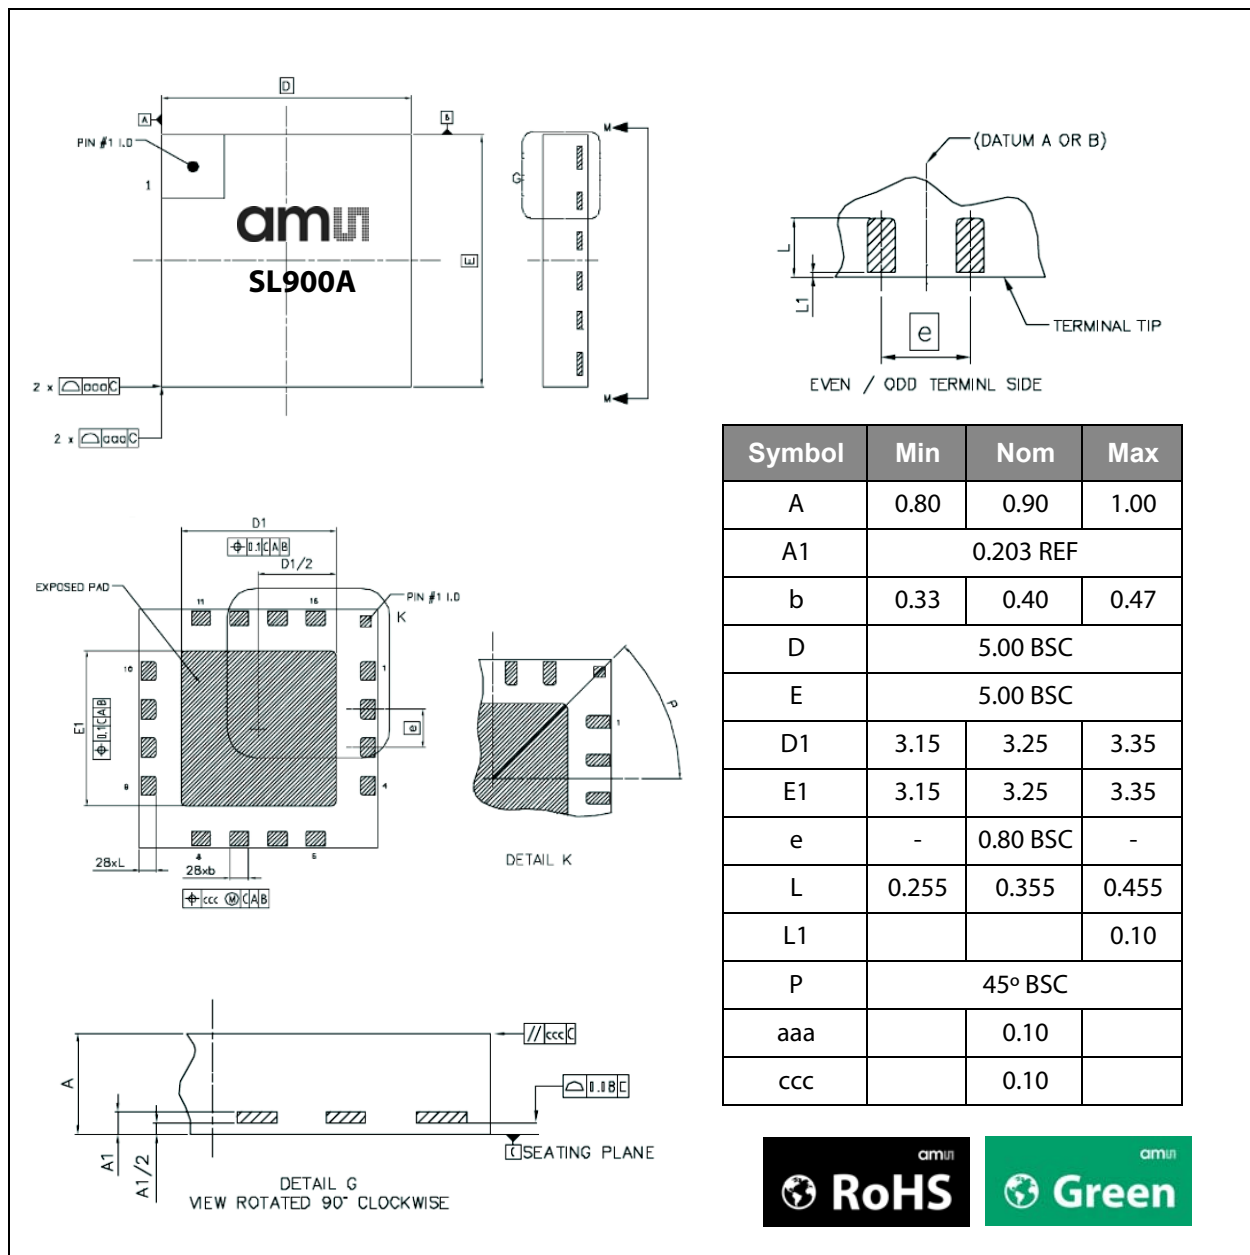 D
A
B
PIN #1 I.D
1
ams
SL900A
E
2 x aaa C
2 x aaa C
M
G
M
(DATUM A OR B)
L
L1
e
TERMINAL TIP
EVEN / ODD TERMINL SIDE
Symbol Min Nom Max
A 0.80 0.90 1.00
A1 0.203 REF
b 0.33 0.40 0.47
D 5.00 BSC
E 5.00 BSC
D1 3.15 3.25 3.35
E1 3.15 3.25 3.35
e - 0.80 BSC -
L 0.255 0.355 0.455
L1 0.10
P 45º BSC
aaa 0.10
ccc 0.10
D1
0.1 C A B
D1/2
EXPOSED PAD
PIN #1 I.D
K
11 16
10 1
E1
0.1 C A B
e
9 4
5
28xL
28xb
ccc M C A B
P
1
DETAIL K
A
A1
A1/2
// ccc C
0.08 C
C SEATING PLANE
DETAIL G
VIEW ROTATED 90° CLOCKWISE
ams
RoHS
ams
Green